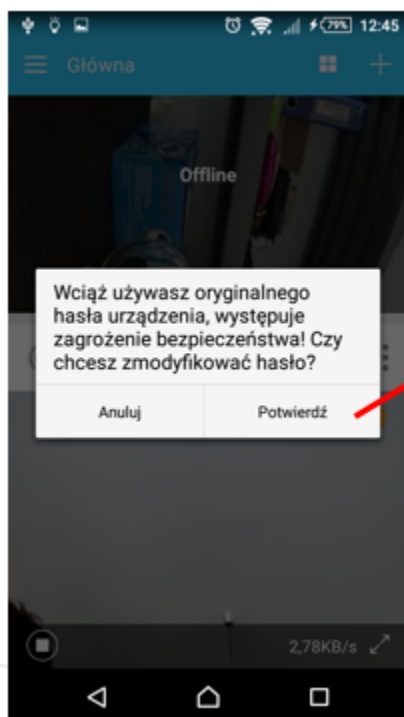 79% 12:45
Główna
Offline
Wciąż używasz oryginalnego
hasła urządzenia, występuje
zagrożenie bezpieczeństwa! Czy
chcesz zmodyfikować hasło?
Anuluj Potwierdź
2,78KB/s